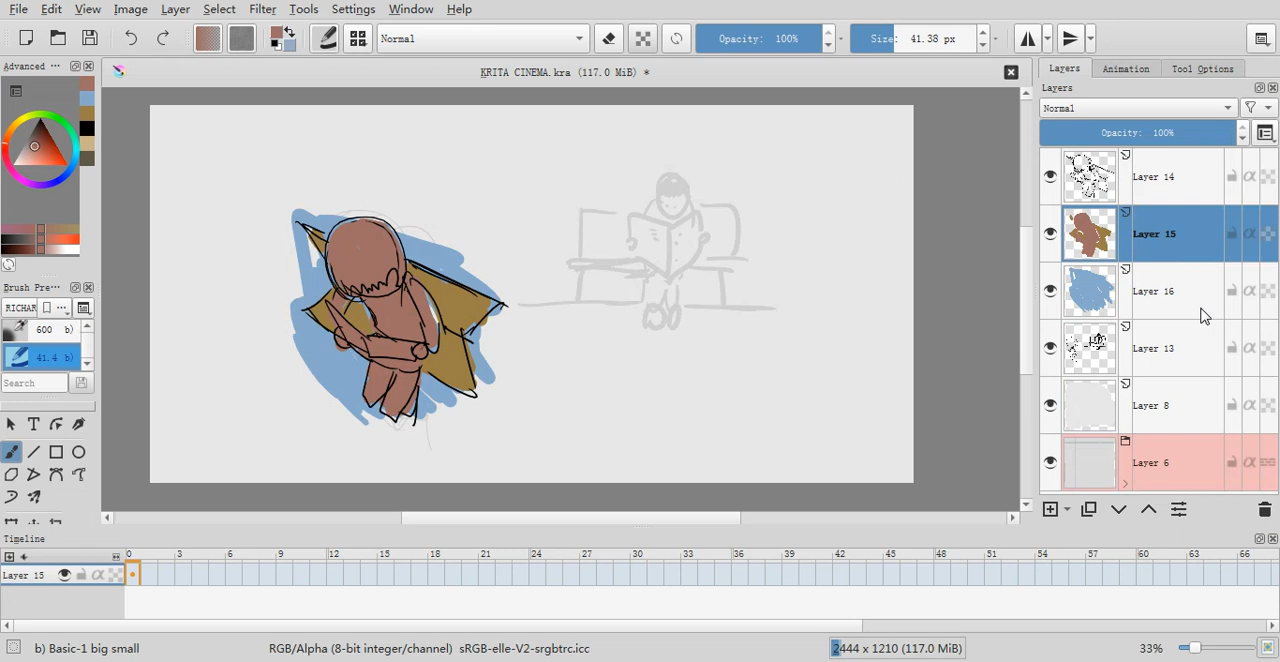 File Edit View Image Layer Select Filter Tools Settings Window Help
Normal
Opacity: 100%
Size: 41.38 px
Advanced ···
KRITA CINEMA.kra (117.0 MiB) *
Layers Animation Tool Options
Layers
Normal
Opacity: 100%
Layer 14
Layer 15
Layer 16
Layer 13
Layer 8
Layer 6
Brush Pre···
RICHAR
600 b)
41.4 b)
Search
Timeline
0 3 6 9 12 15 18 21 24 27 30 33 36 39 42 45 48 51 54 57 60 63 66
Layer 15
b) Basic-1 big small
RGB/Alpha (8-bit integer/channel) sRGB-elle-V2-srgbtrc.icc
2444 x 1210 (117.0 MiB)
33%